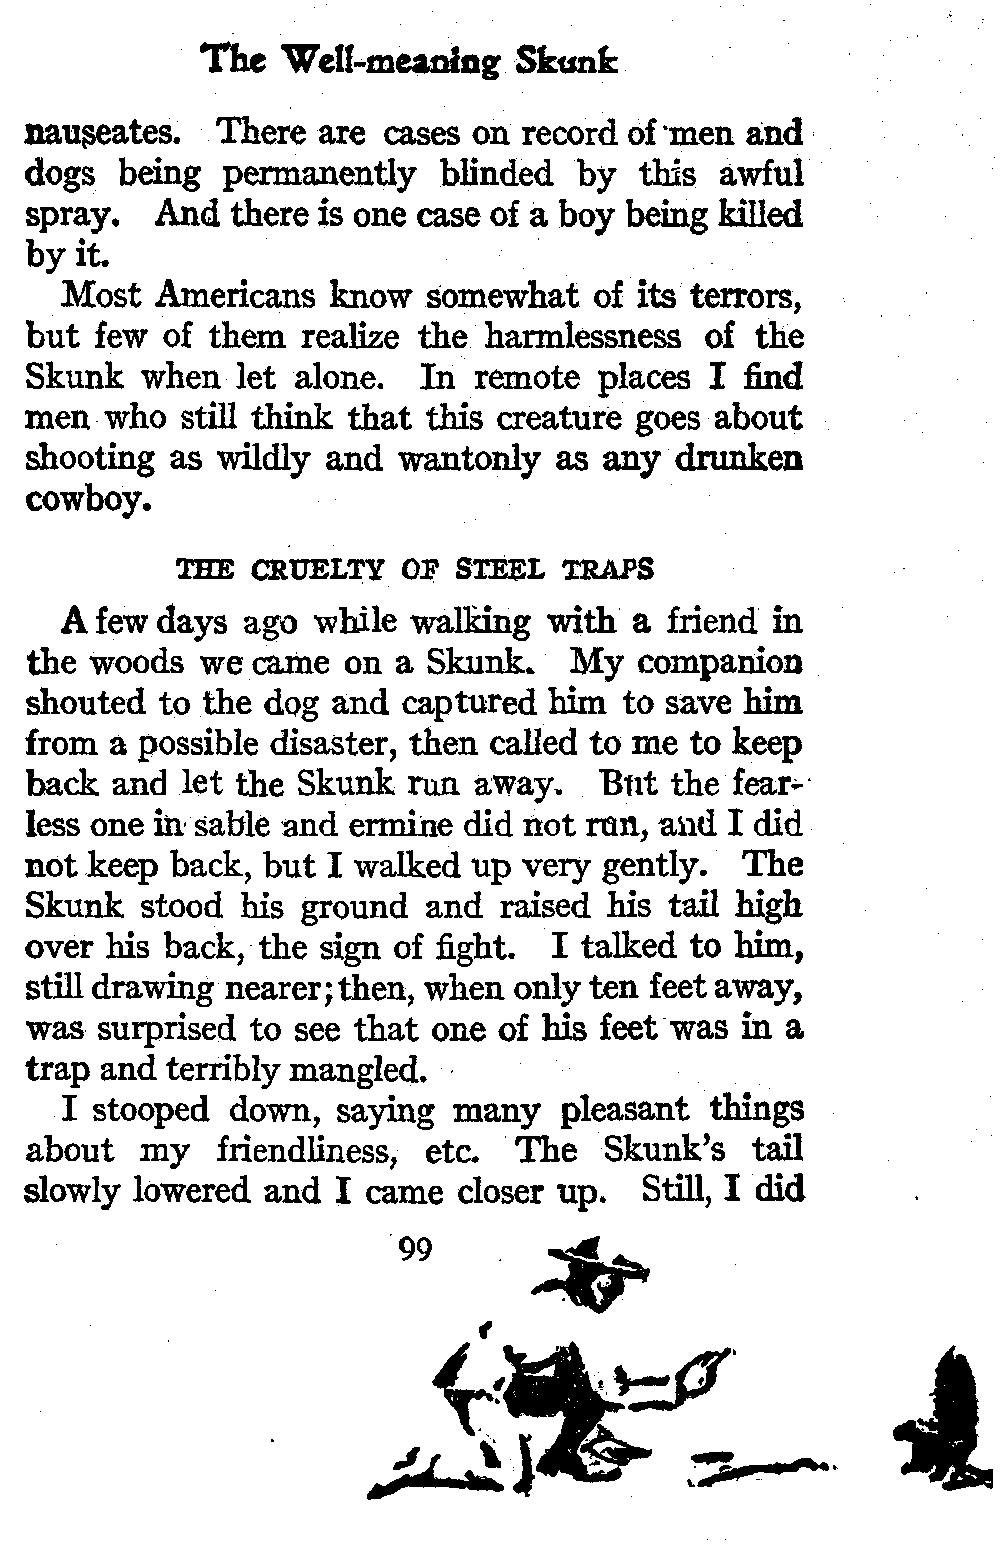 The Well-meaning Skunk
nauseates. There are cases on record of men and
dogs being permanently blinded by this awful
spray. And there is one case of a boy being killed
by it.
Most Americans know somewhat of its terrors,
but few of them realize the harmlessness of the
Skunk when let alone. In remote places I find
men who still think that this creature goes about
shooting as wildly and wantonly as any drunken
cowboy.
THE CRUELTY OF STEEL TRAPS
A few days ago while walking with a friend in
the woods we came on a Skunk. My companion
shouted to the dog and captured him to save him
from a possible disaster, then called to me to keep
back and let the Skunk run away. But the fear-
less one in sable and ermine did not run, and I did
not keep back, but I walked up very gently. The
Skunk stood his ground and raised his tail high
over his back, the sign of fight. I talked to him,
still drawing nearer; then, when only ten feet away,
was surprised to see that one of his feet was in a
trap and terribly mangled.
I stooped down, saying many pleasant things
about my friendliness, etc. The Skunk's tail
slowly lowered and I came closer up. Still, I did
99